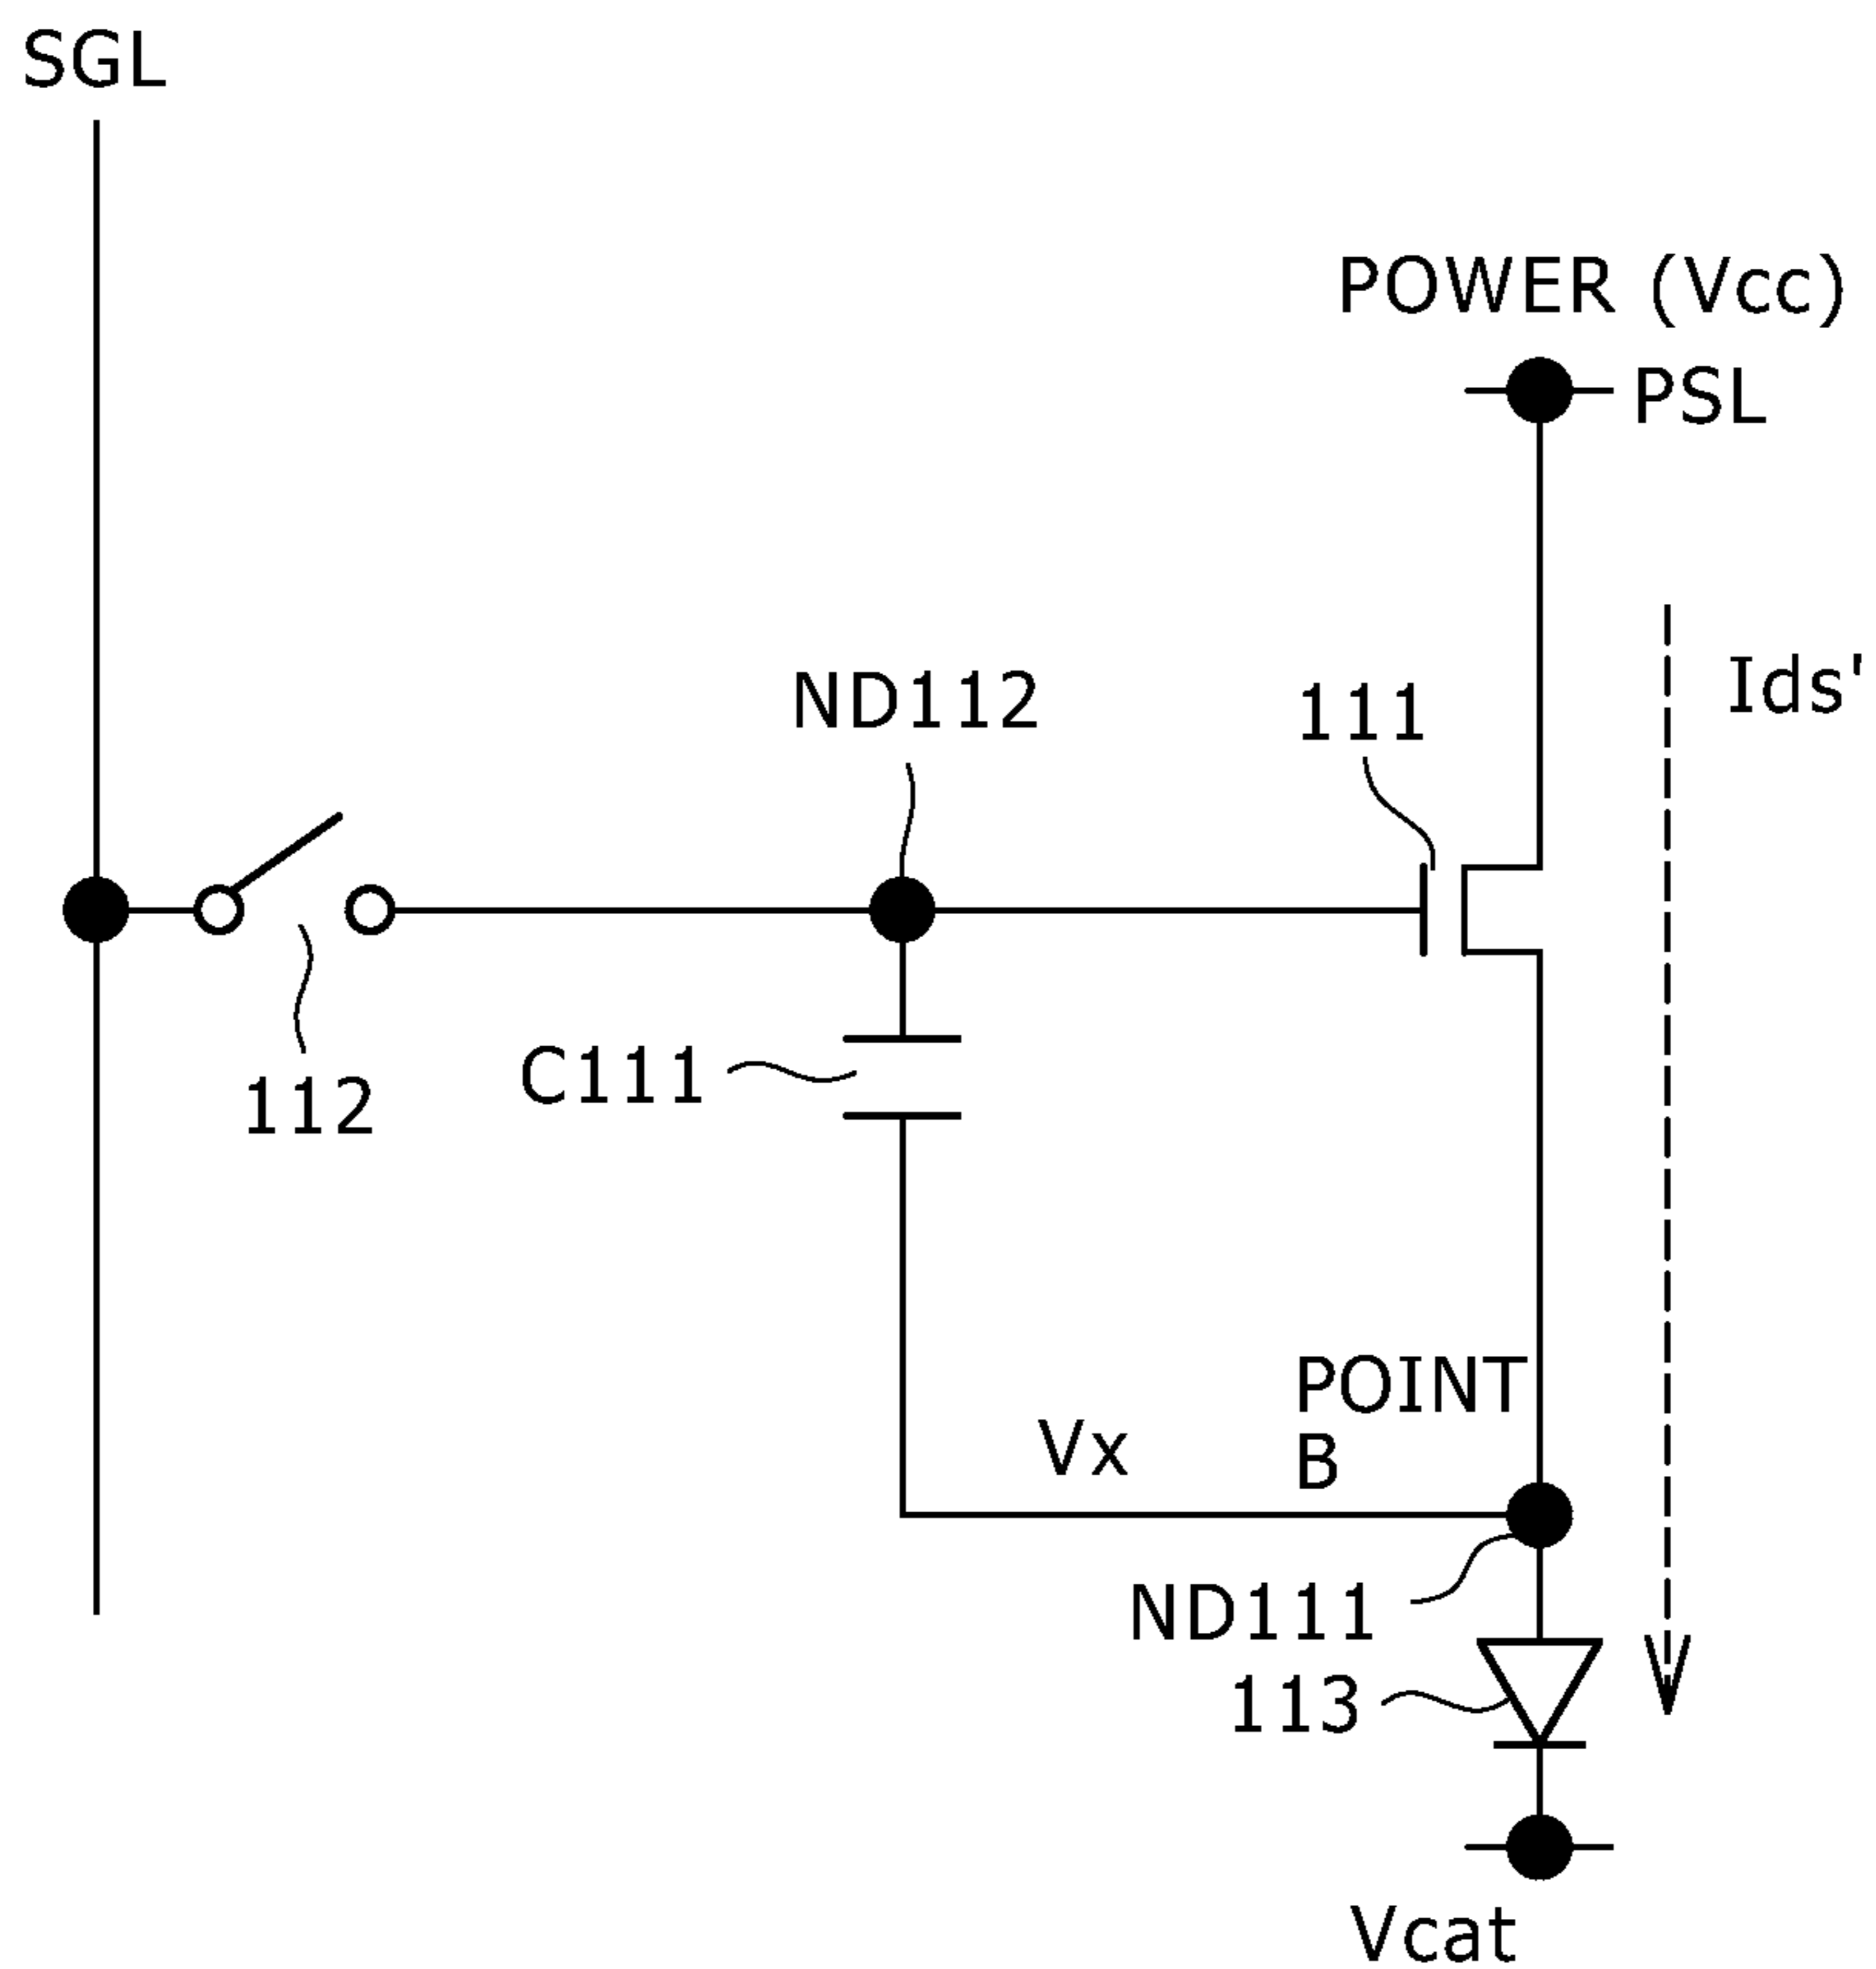 SGL
POWER (Vcc)
PSL
Ids'
ND112
111
112
C111
POINT
B
Vx
ND111
113
Vcat